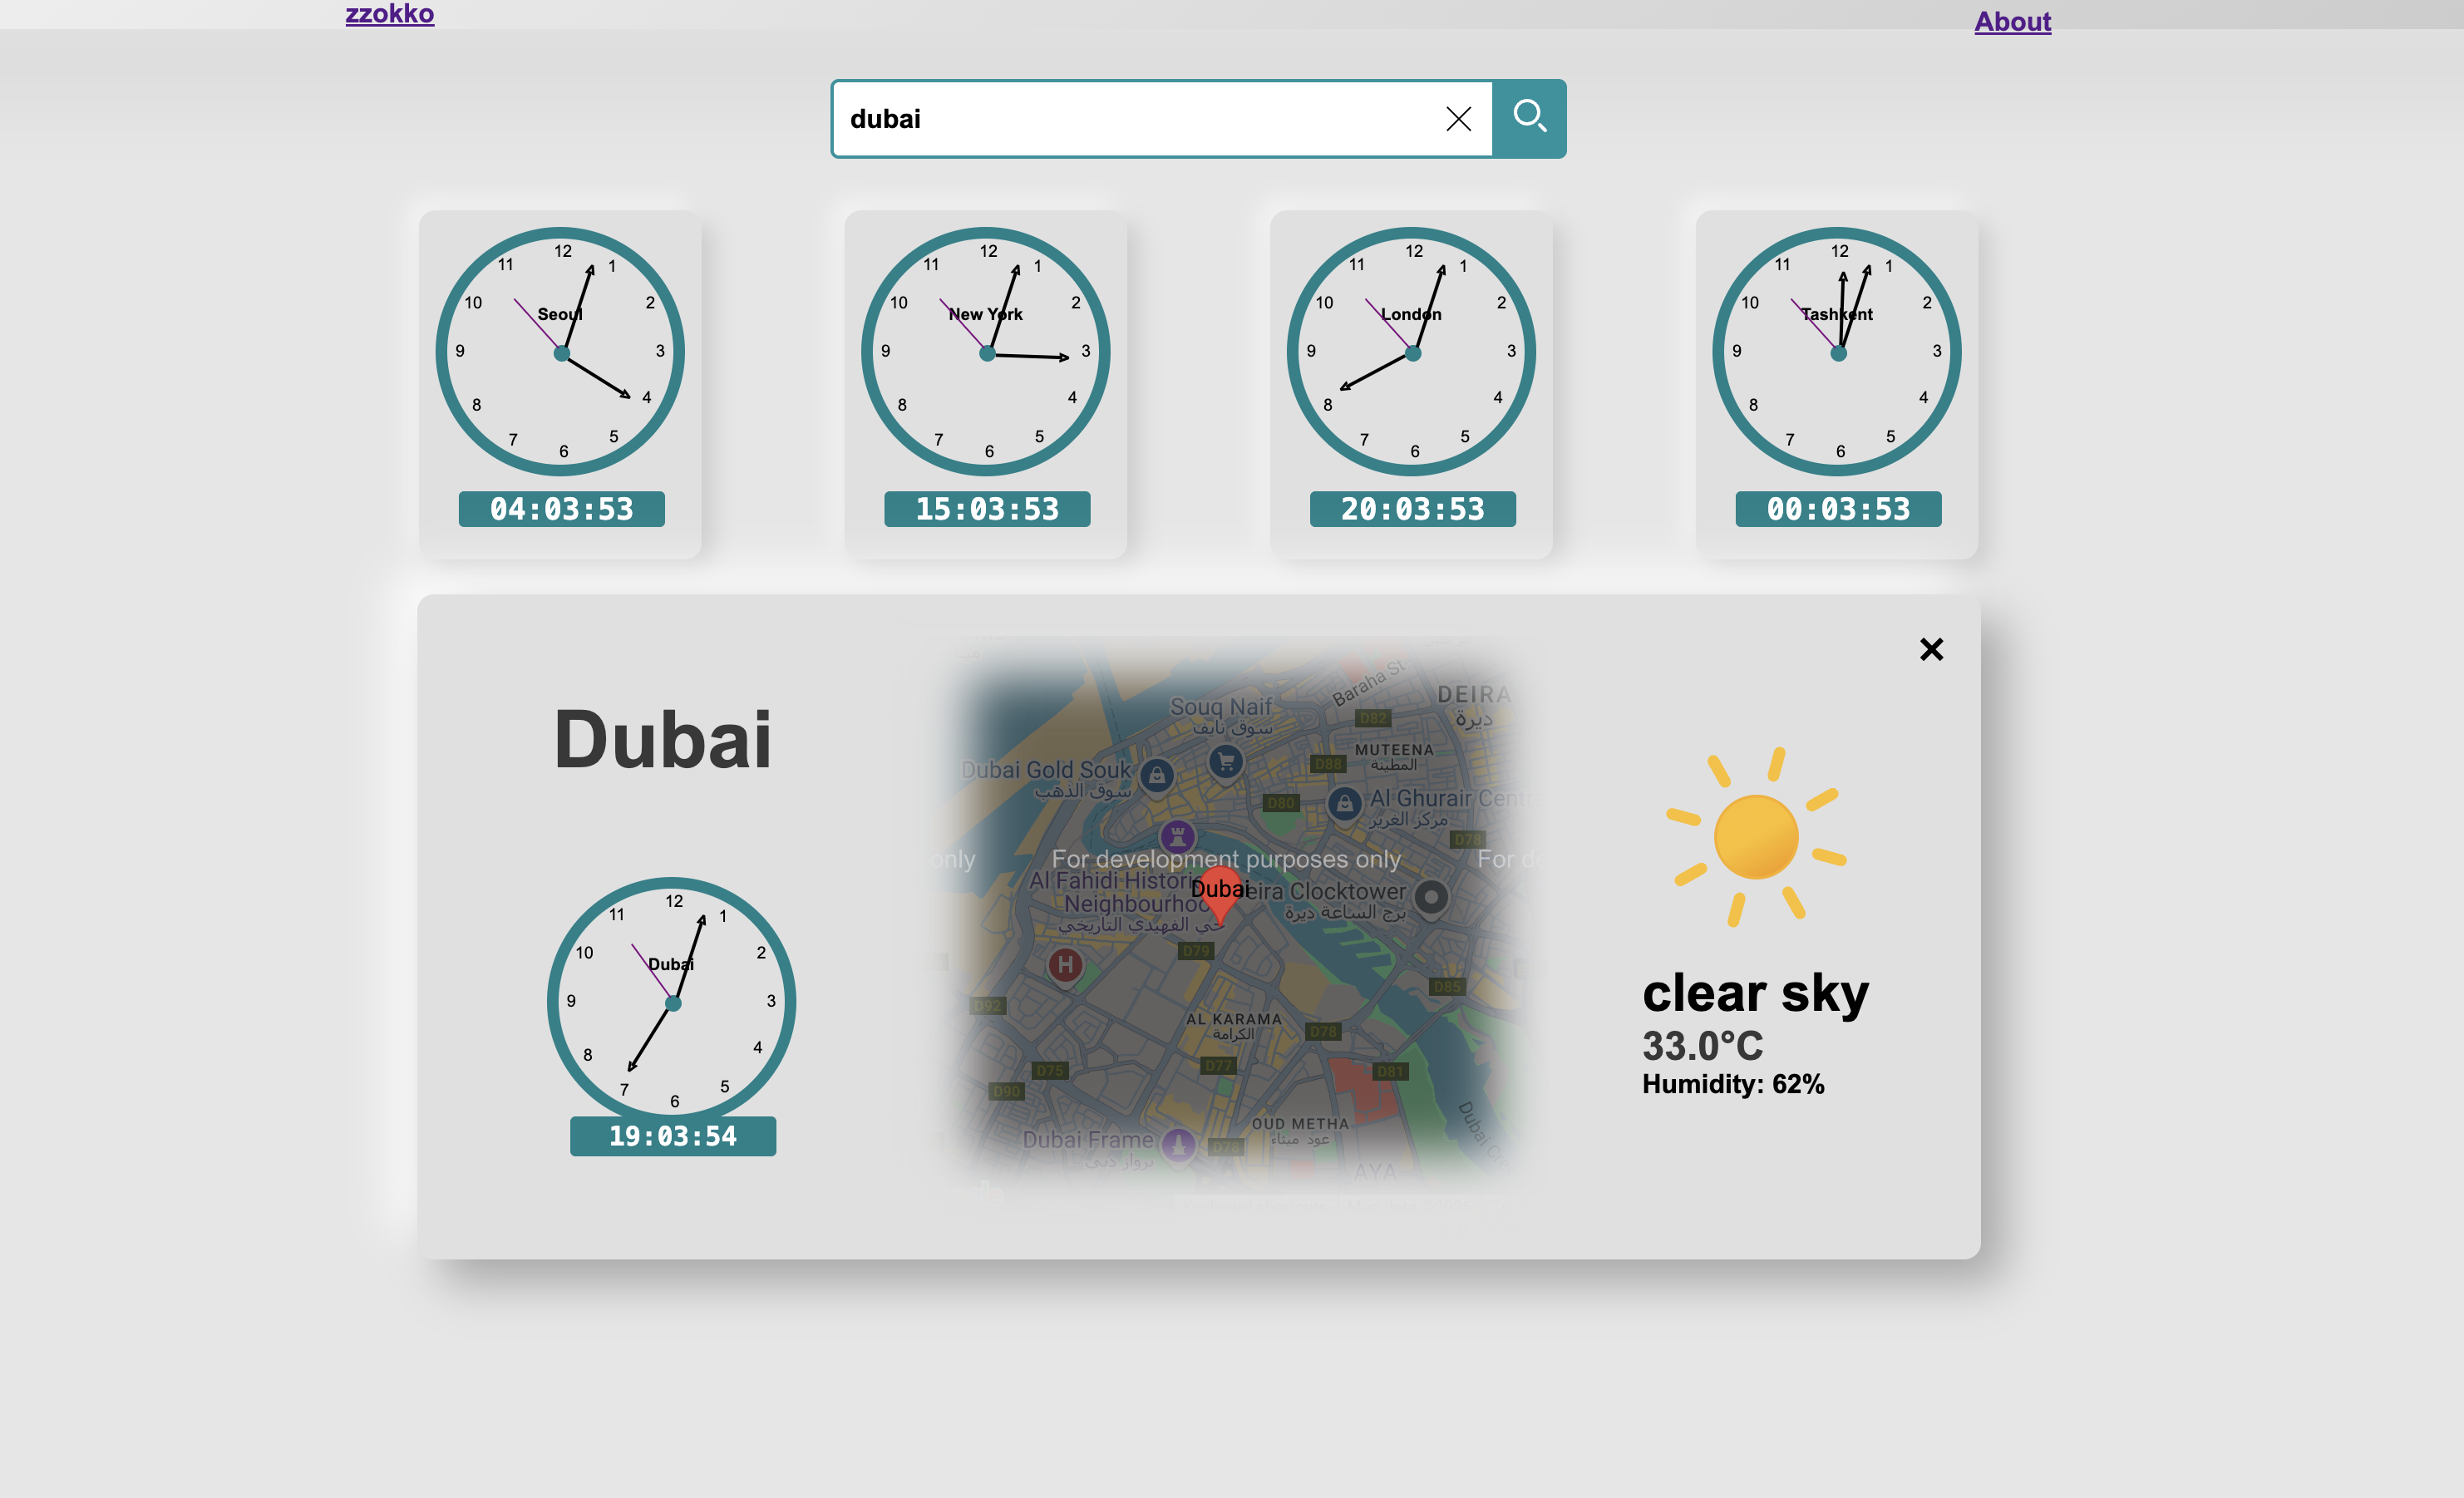 zzokko
About
dubai
12
11
1
10
Seoul
2
9
3
8
4
7
5
6
04:03:53
12
11
1
10
New York
2
9
3
8
4
7
5
6
15:03:53
12
11
1
10
London
2
9
3
8
4
7
5
6
20:03:53
12
11
1
10
Tashkent
2
9
3
8
4
7
5
6
00:03:53
Dubai
12
11
1
10
Dubai
2
9
3
8
4
7
5
6
19:03:54
Baraha St
DEIRA
ديرة
Souq Naif
سوق نايف
D82
MUTEENA
المطينة
D88
Dubai Gold Souk
سوق الذهب
D80
Al Ghurair Centr
مركز الغرير
D78
only
For development purposes only
For d
Al Fahidi Historic
Neighbourhoo
حي الفهيدي التاريخي
Dubai
eira Clocktower
برج الساعة ديرة
D79
H
D85
D92
AL KARAMA
الكرامة
D78
D77
D75
D81
D90
OUD METHA
عود ميثاء
Dubai Frame
برواز دبي
D78
Dubai Cr
AYA
clear sky
33.0°C
Humidity: 62%